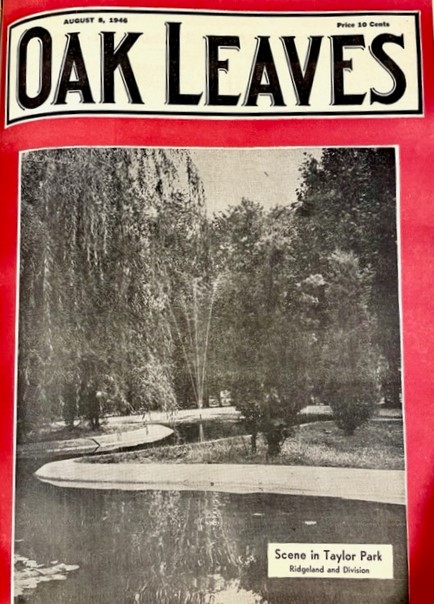 AUGUST 8, 1946
Price 10 Cents
OAK LEAVES
Scene in Taylor Park
Ridgeland and Division